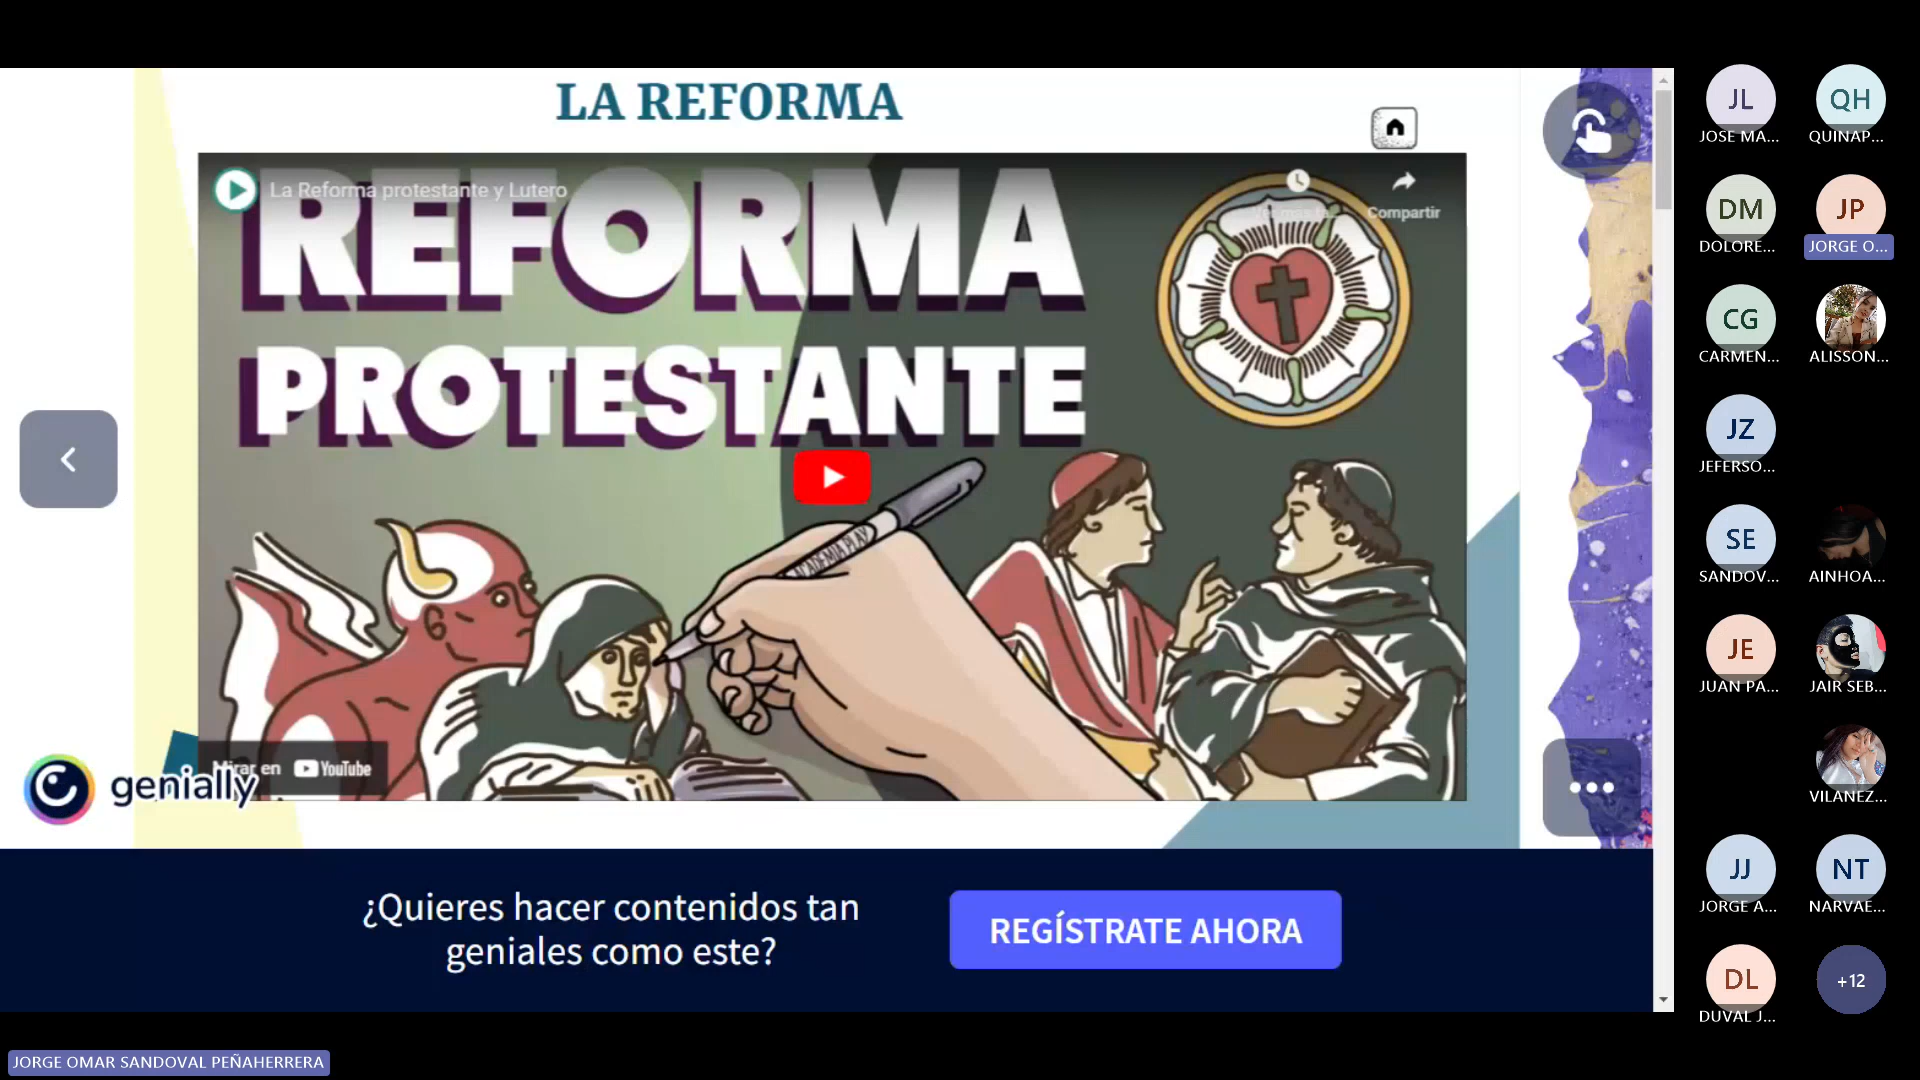 LA REFORMA
La Reforma protestante y Lutero
Compartir
REFORMA
PROTESTANTE
ACADEMIA PLAY
Mirar en YouTube
genially
¿Quieres hacer contenidos tan
geniales como este?
REGÍSTRATE AHORA
JL
JOSE MA...
QH
QUINAP...
DM
DOLORE...
JP
JORGE O...
CG
CARMEN...
ALISSON...
JZ
JEFERSO...
SE
SANDOV...
AINHOA...
JE
JUAN PA...
JAIR SEB...
VILANEZ...
JJ
JORGE A...
NT
NARVAE...
DL
DUVAL J...
+12
JORGE OMAR SANDOVAL PEÑAHERRERA